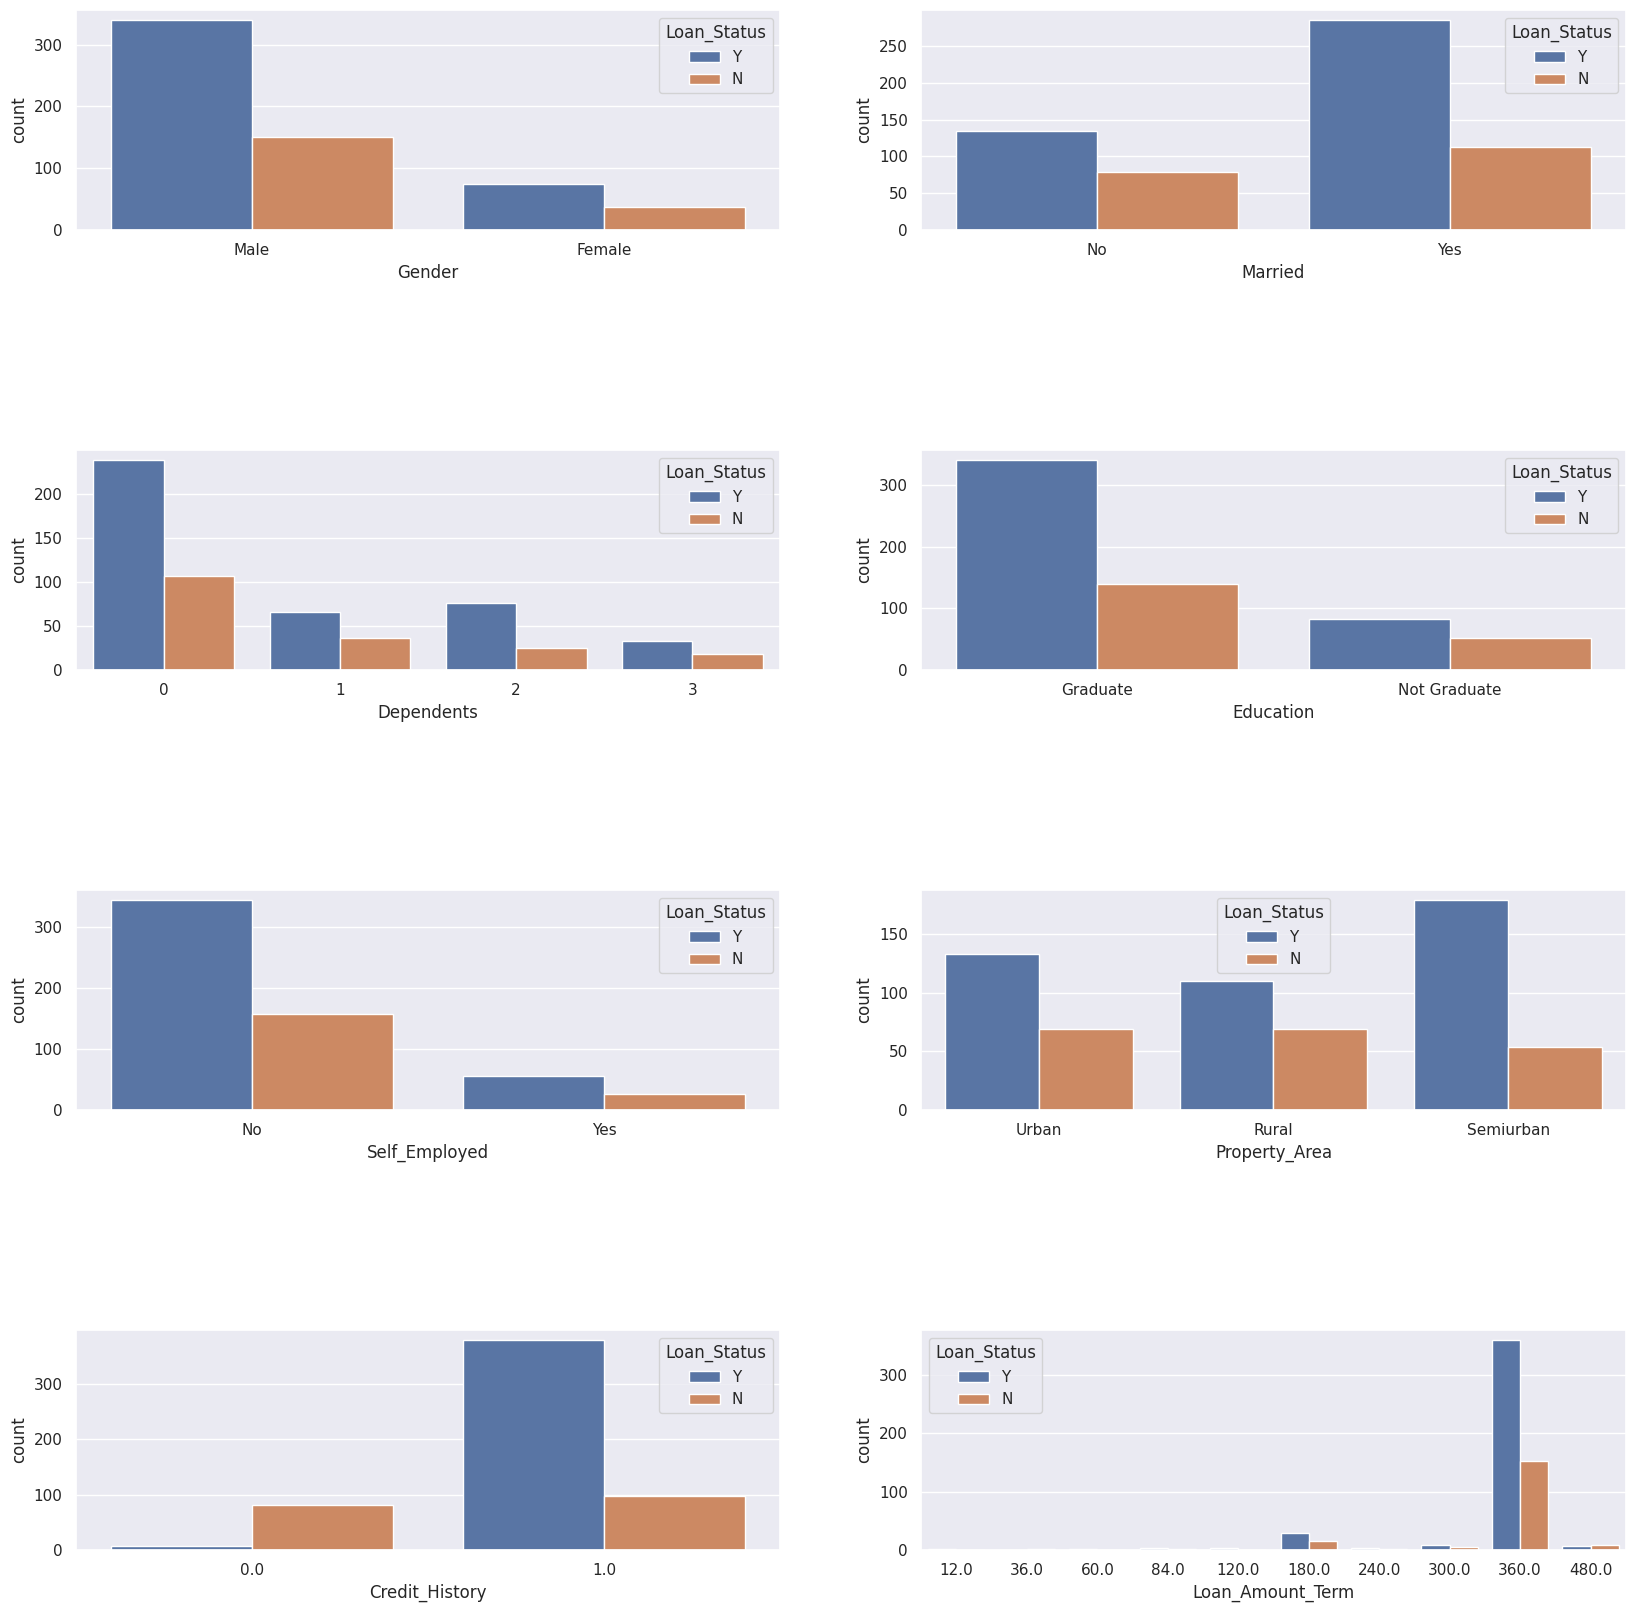 Loan_Status
Y
N
300
200
100
0
count
Male Female
Gender
Loan_Status
Y
N
250
200
150
100
50
0
count
No Yes
Married
Loan_Status
Y
N
200
150
100
50
0
count
0 1 2 3
Dependents
Loan_Status
Y
N
300
200
100
0
count
Graduate Not Graduate
Education
Loan_Status
Y
N
300
200
100
0
count
No Yes
Self_Employed
Loan_Status
Y
N
150
100
50
0
count
Urban Rural Semiurban
Property_Area
Loan_Status
Y
N
300
200
100
0
count
0.0 1.0
Credit_History
Loan_Status
Y
N
300
200
100
0
count
12.0 36.0 60.0 84.0 120.0 180.0 240.0 300.0 360.0 480.0
Loan_Amount_Term